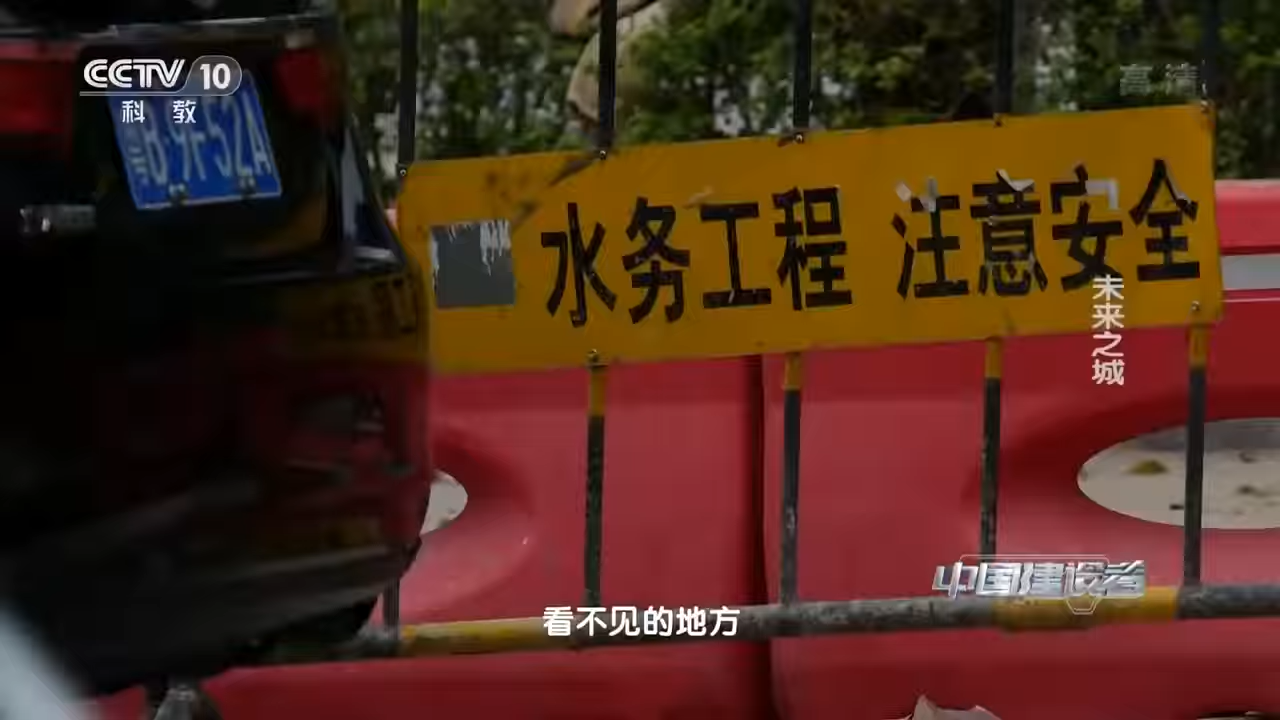 CCTV 10
科教
高清
水务工程 注意安全
未来之城
中国建设者
看不见的地方